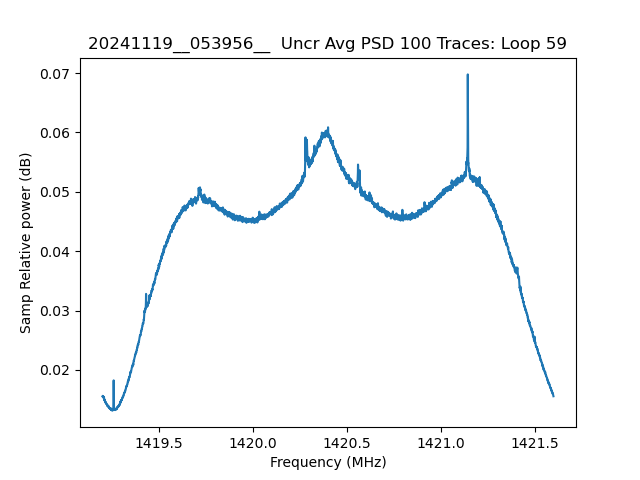 20241119__053956__  Uncr Avg PSD 100 Traces: Loop 59
Samp Relative power (dB)
0.07
0.06
0.05
0.04
0.03
0.02
1419.5 1420.0 1420.5 1421.0 1421.5
Frequency (MHz)